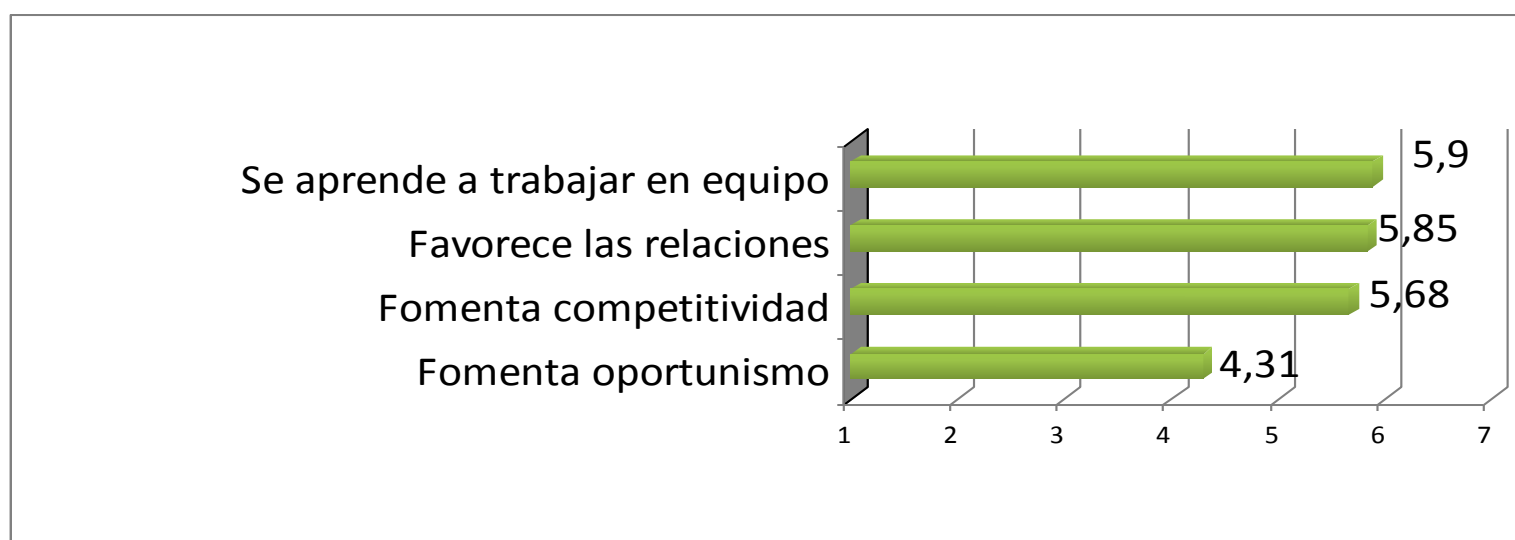 Se aprende a trabajar en equipo 5,9
Favorece las relaciones 5,85
Fomenta competitividad 5,68
Fomenta oportunismo 4,31
1 2 3 4 5 6 7